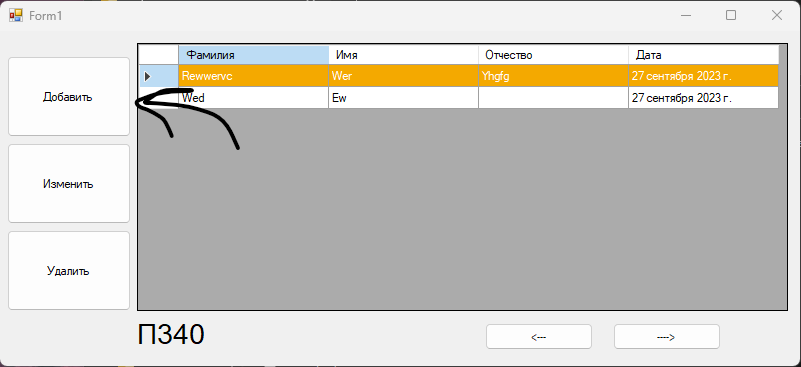 Form1
Фамилия Имя Отчество Дата
Rewwervc Wer Yhgfg 27 сентября 2023 г.
Wed Ew 27 сентября 2023 г.
Добавить
Изменить
Удалить
П340
<--- ---->